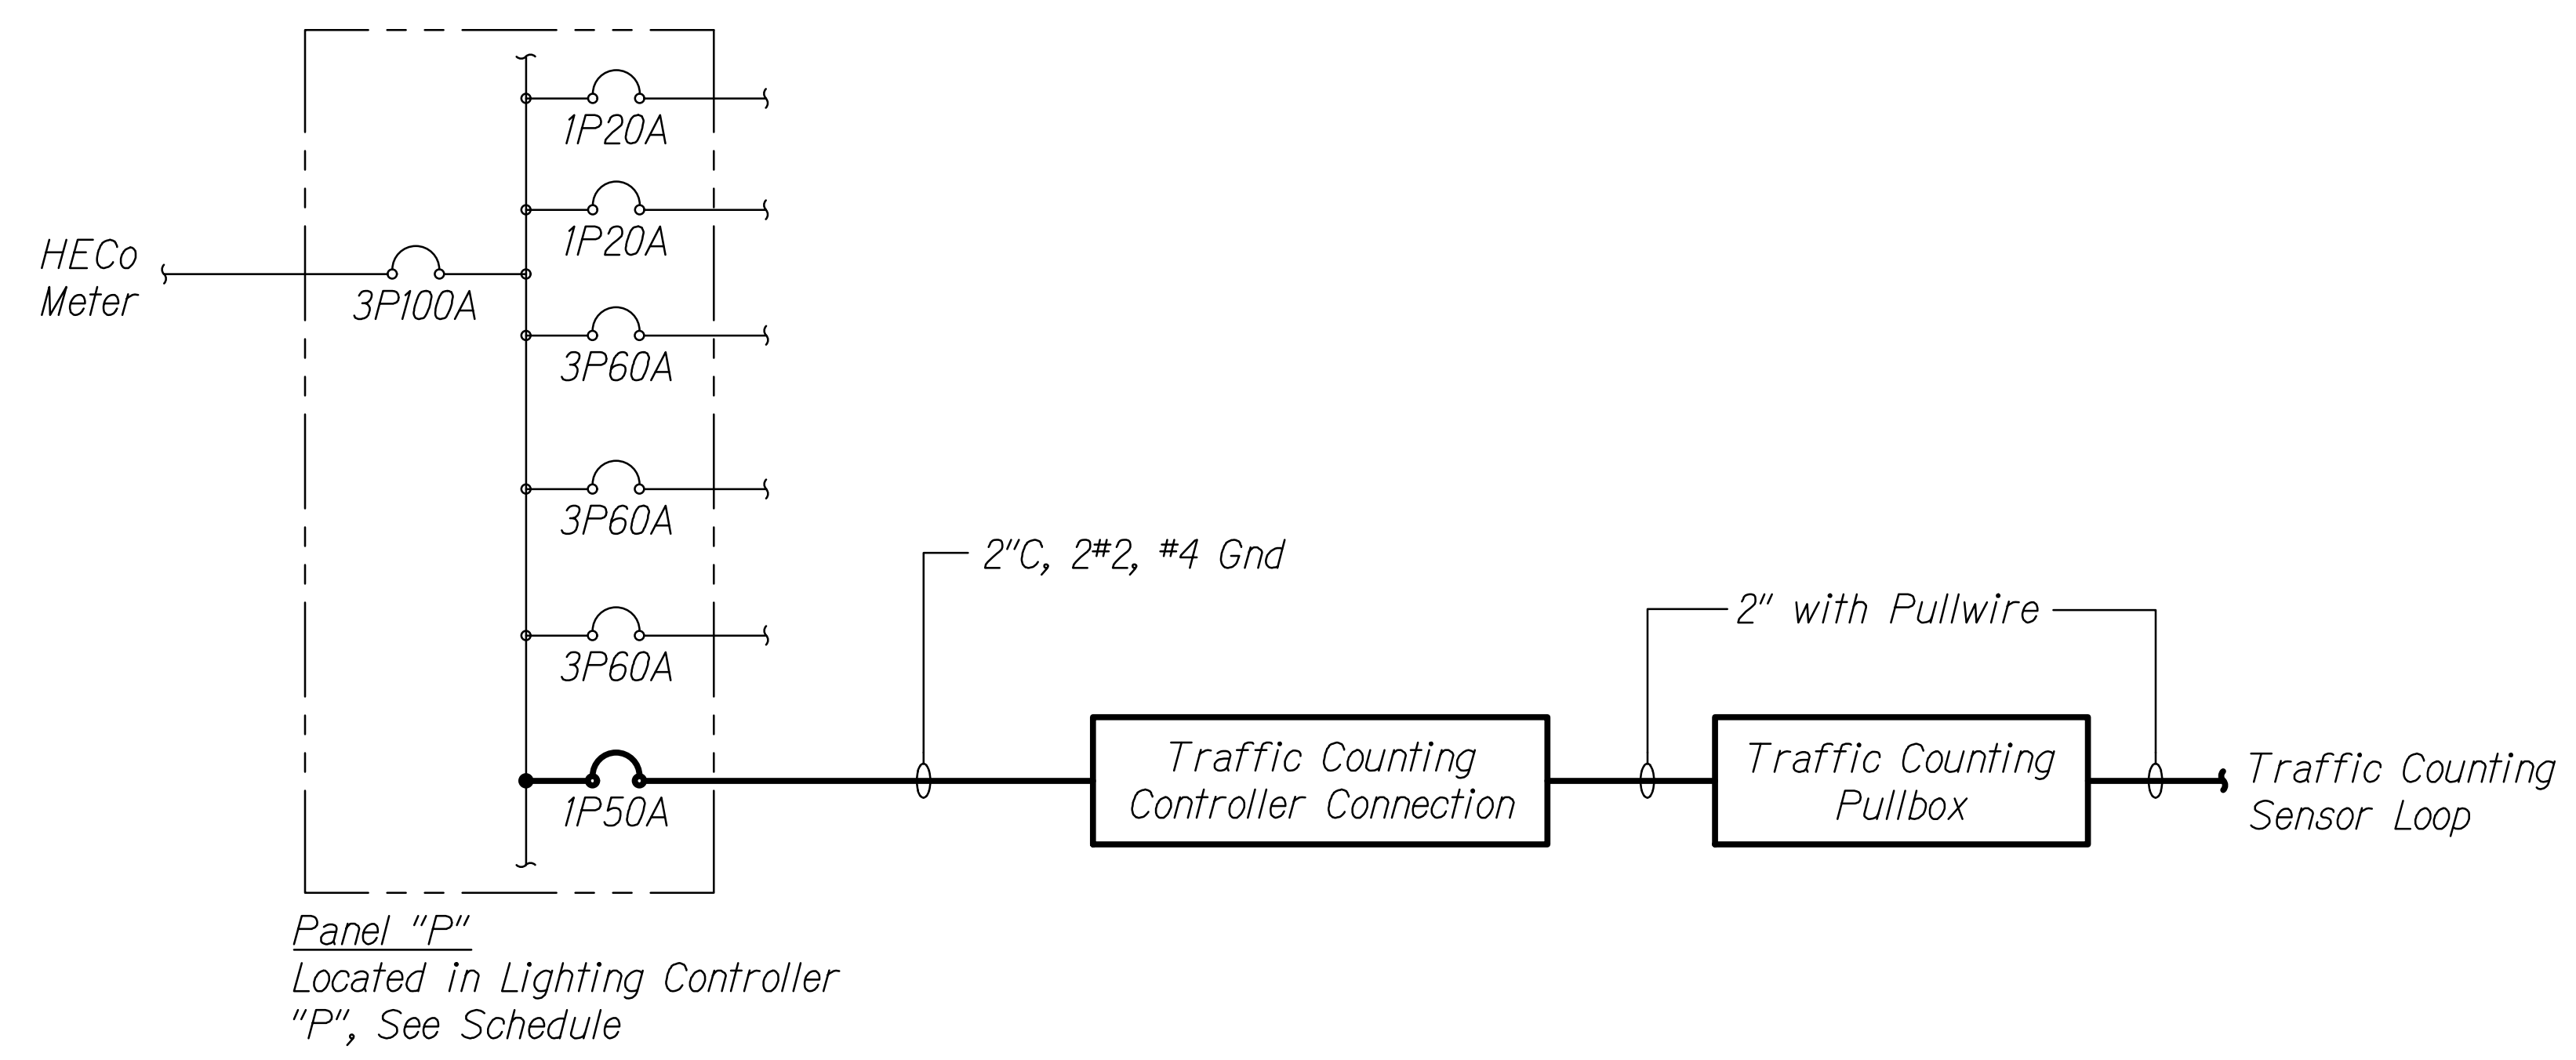 1P20A
1P20A
HECo
Meter
3P100A
3P60A
3P60A
2"C, 2#2, #4 Gnd
2" with Pullwire
3P60A
Traffic Counting
Controller Connection
Traffic Counting
Pullbox
Traffic Counting
Sensor Loop
1P50A
Panel "P"
Located in Lighting Controller
"P", See Schedule